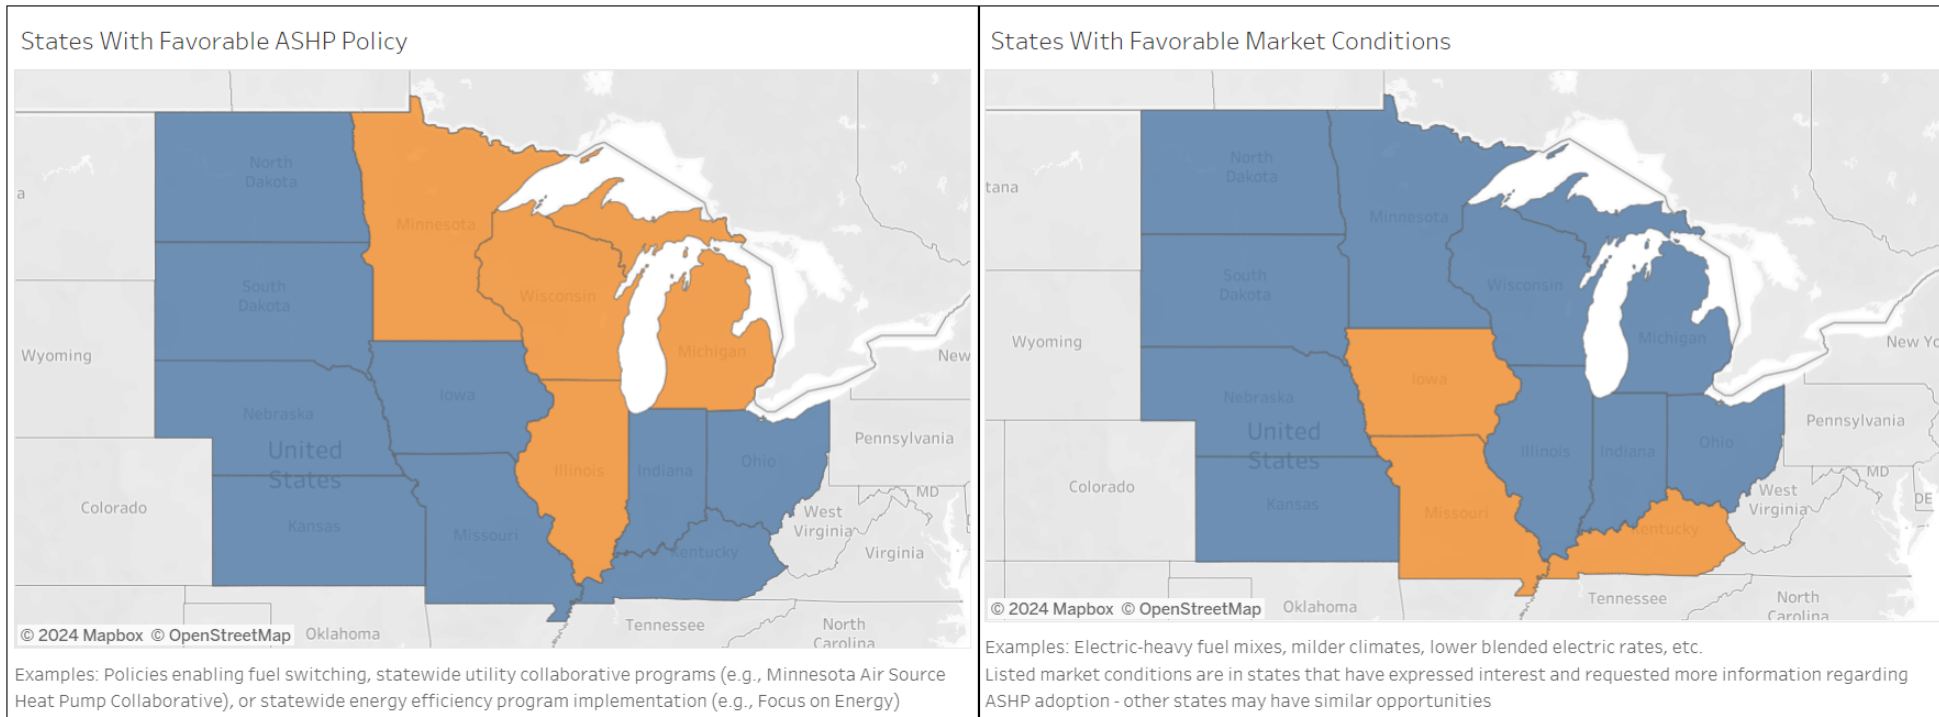 States With Favorable ASHP Policy
North
Dakota
a
Minnesota
South
Dakota
Wisconsin
Wyoming
Michigan
New
Iowa
Nebraska
United
States
Pennsylvania
Illinois
Indiana
Ohio
Colorado
MD
Kansas
Missouri
West
Virginia
Kentucky
Virginia
© 2024 Mapbox © OpenStreetMap
Oklahoma
Tennessee
North
Carolina
Examples: Policies enabling fuel switching, statewide utility collaborative programs (e.g., Minnesota Air Source
Heat Pump Collaborative), or statewide energy efficiency program implementation (e.g., Focus on Energy)
States With Favorable Market Conditions
North
Dakota
tana
Minnesota
South
Dakota
Wisconsin
Wyoming
Michigan
New Yo
Iowa
Nebraska
United
States
Pennsylvania
Illinois
Indiana
Ohio
Colorado
MD
DE
Kansas
Missouri
West
Virginia
Kentucky
© 2024 Mapbox © OpenStreetMap
Oklahoma
Tennessee
North
Carolina
Examples: Electric-heavy fuel mixes, milder climates, lower blended electric rates, etc.
Listed market conditions are in states that have expressed interest and requested more information regarding
ASHP adoption - other states may have similar opportunities